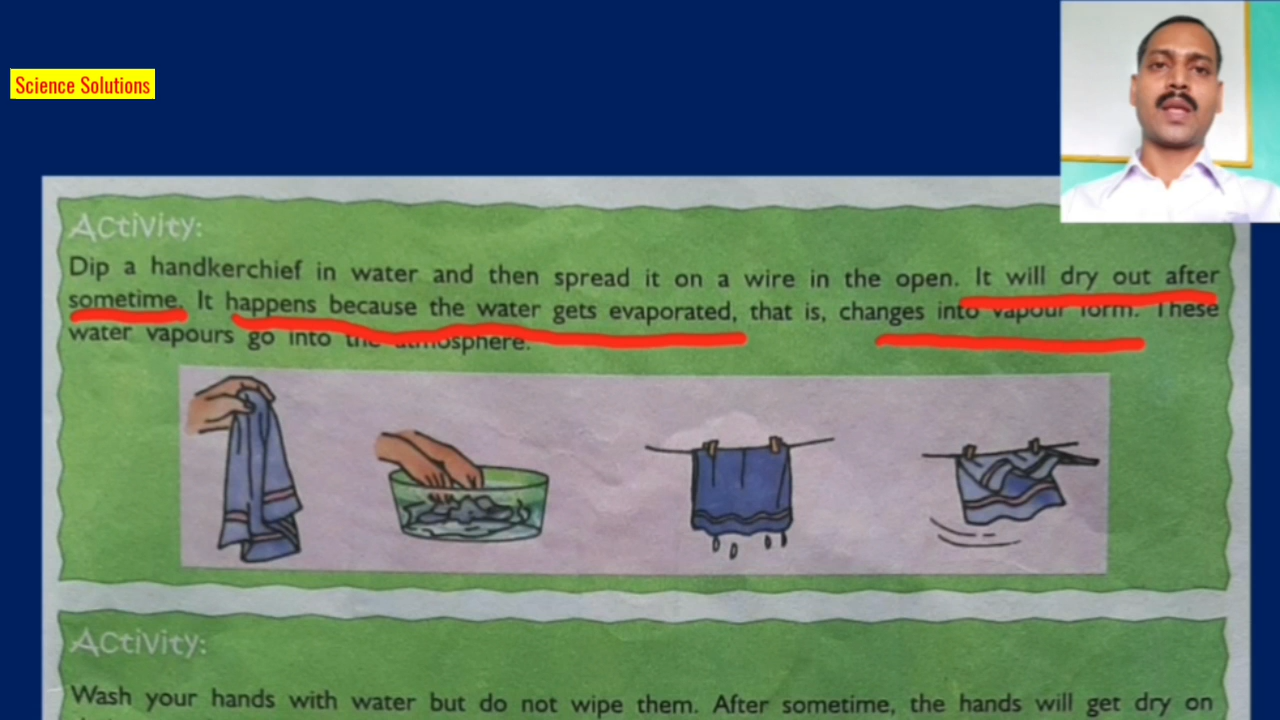 Science Solutions
Activity:
Dip a handkerchief in water and then spread it on a wire in the open. It will dry out after
sometime. It happens because the water gets evaporated, that is, changes into vapour form. These
water vapours go into the atmosphere.
Activity:
Wash your hands with water but do not wipe them. After sometime, the hands will get dry on